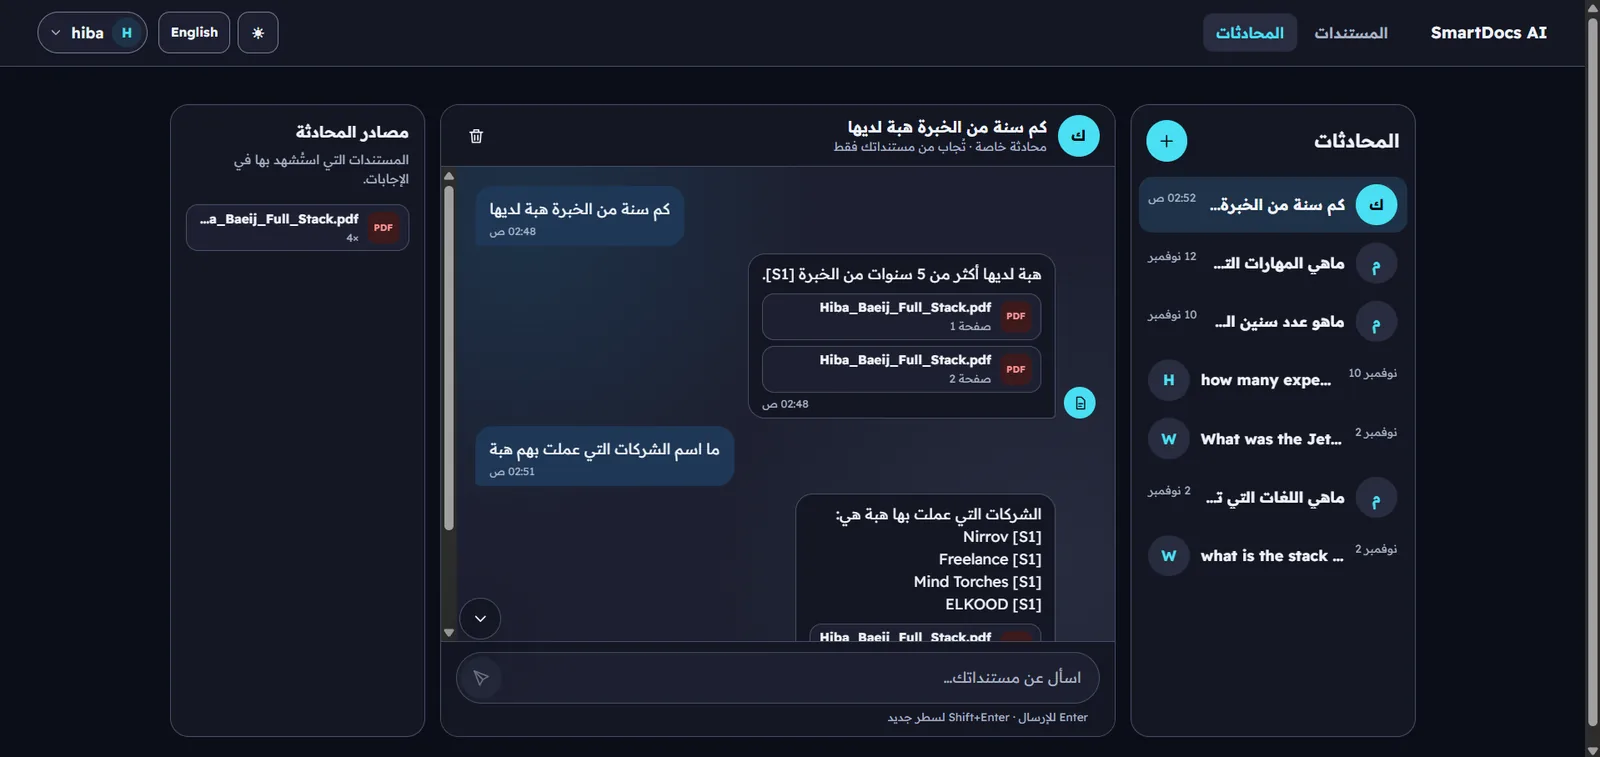 SmartDocs AI
المستندات
المحادثات
☀
English
H hiba
المحادثات
+
ك كم سنة من الخبرة... 02:52 ص
م ماهي المهارات الت... 12 نوفمبر
م ماهو عدد سنين ال... 10 نوفمبر
H how many expe... 10 نوفمبر
W What was the Jet... 2 نوفمبر
م ماهي اللغات التي ت... 2 نوفمبر
W what is the stack ... 2 نوفمبر
ك
كم سنة من الخبرة هبة لديها
محادثة خاصة · تُجاب من مستنداتك فقط
كم سنة من الخبرة هبة لديها
02:48 ص
هبة لديها أكثر من 5 سنوات من الخبرة [S1].
PDF Hiba_Baeij_Full_Stack.pdf
صفحة 1
PDF Hiba_Baeij_Full_Stack.pdf
صفحة 2
02:48 ص
ما اسم الشركات التي عملت بهم هبة
02:51 ص
الشركات التي عملت بها هبة هي:
Nirrov [S1]
Freelance [S1]
Mind Torches [S1]
ELKOOD [S1]
Hiba_Baeij_Full_Stack.pdf
اسأل عن مستنداتك...
Enter للإرسال · Shift+Enter لسطر جديد
مصادر المحادثة
المستندات التي استُشهد بها في
الإجابات.
PDF ...a_Baeij_Full_Stack.pdf
4×